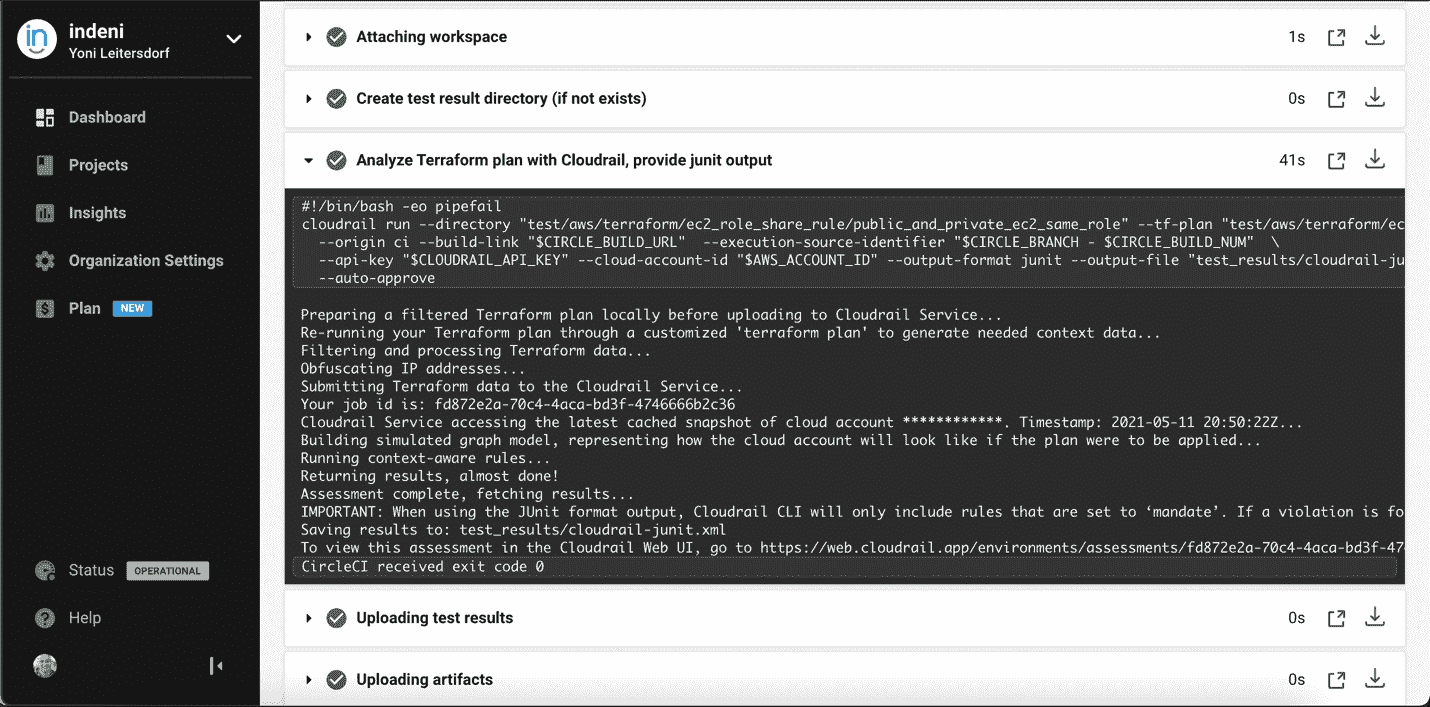 in
indeni
Yoni Leitersdorf
Dashboard
Projects
Insights
Organization Settings
Plan NEW
Status OPERATIONAL
Help
Attaching workspace 1s
Create test result directory (if not exists) 0s
Analyze Terraform plan with Cloudrail, provide junit output 41s
#!/bin/bash -eo pipefail
cloudrail run --directory "test/aws/terraform/ec2_role_share_rule/public_and_private_ec2_same_role" --tf-plan "test/aws/terraform/ec
--origin ci --build-link "$CIRCLE_BUILD_URL"  --execution-source-identifier "$CIRCLE_BRANCH - $CIRCLE_BUILD_NUM"  \
--api-key "$CLOUDRAIL_API_KEY" --cloud-account-id "$AWS_ACCOUNT_ID" --output-format junit --output-file "test_results/cloudrail-ju
--auto-approve
Preparing a filtered Terraform plan locally before uploading to Cloudrail Service...
Re-running your Terraform plan through a customized 'terraform plan' to generate needed context data...
Filtering and processing Terraform data...
Obfuscating IP addresses...
Submitting Terraform data to the Cloudrail Service...
Your job id is: fd872e2a-70c4-4aca-bd3f-4746666b2c36
Cloudrail Service accessing the latest cached snapshot of cloud account ************. Timestamp: 2021-05-11 20:50:22Z...
Building simulated graph model, representing how the cloud account will look like if the plan were to be applied...
Running context-aware rules...
Returning results, almost done!
Assessment complete, fetching results...
IMPORTANT: When using the JUnit format output, Cloudrail CLI will only include rules that are set to ‘mandate’. If a violation is fo
Saving results to: test_results/cloudrail-junit.xml
To view this assessment in the Cloudrail Web UI, go to https://web.cloudrail.app/environments/assessments/fd872e2a-70c4-4aca-bd3f-47
CircleCI received exit code 0
Uploading test results 0s
Uploading artifacts 0s